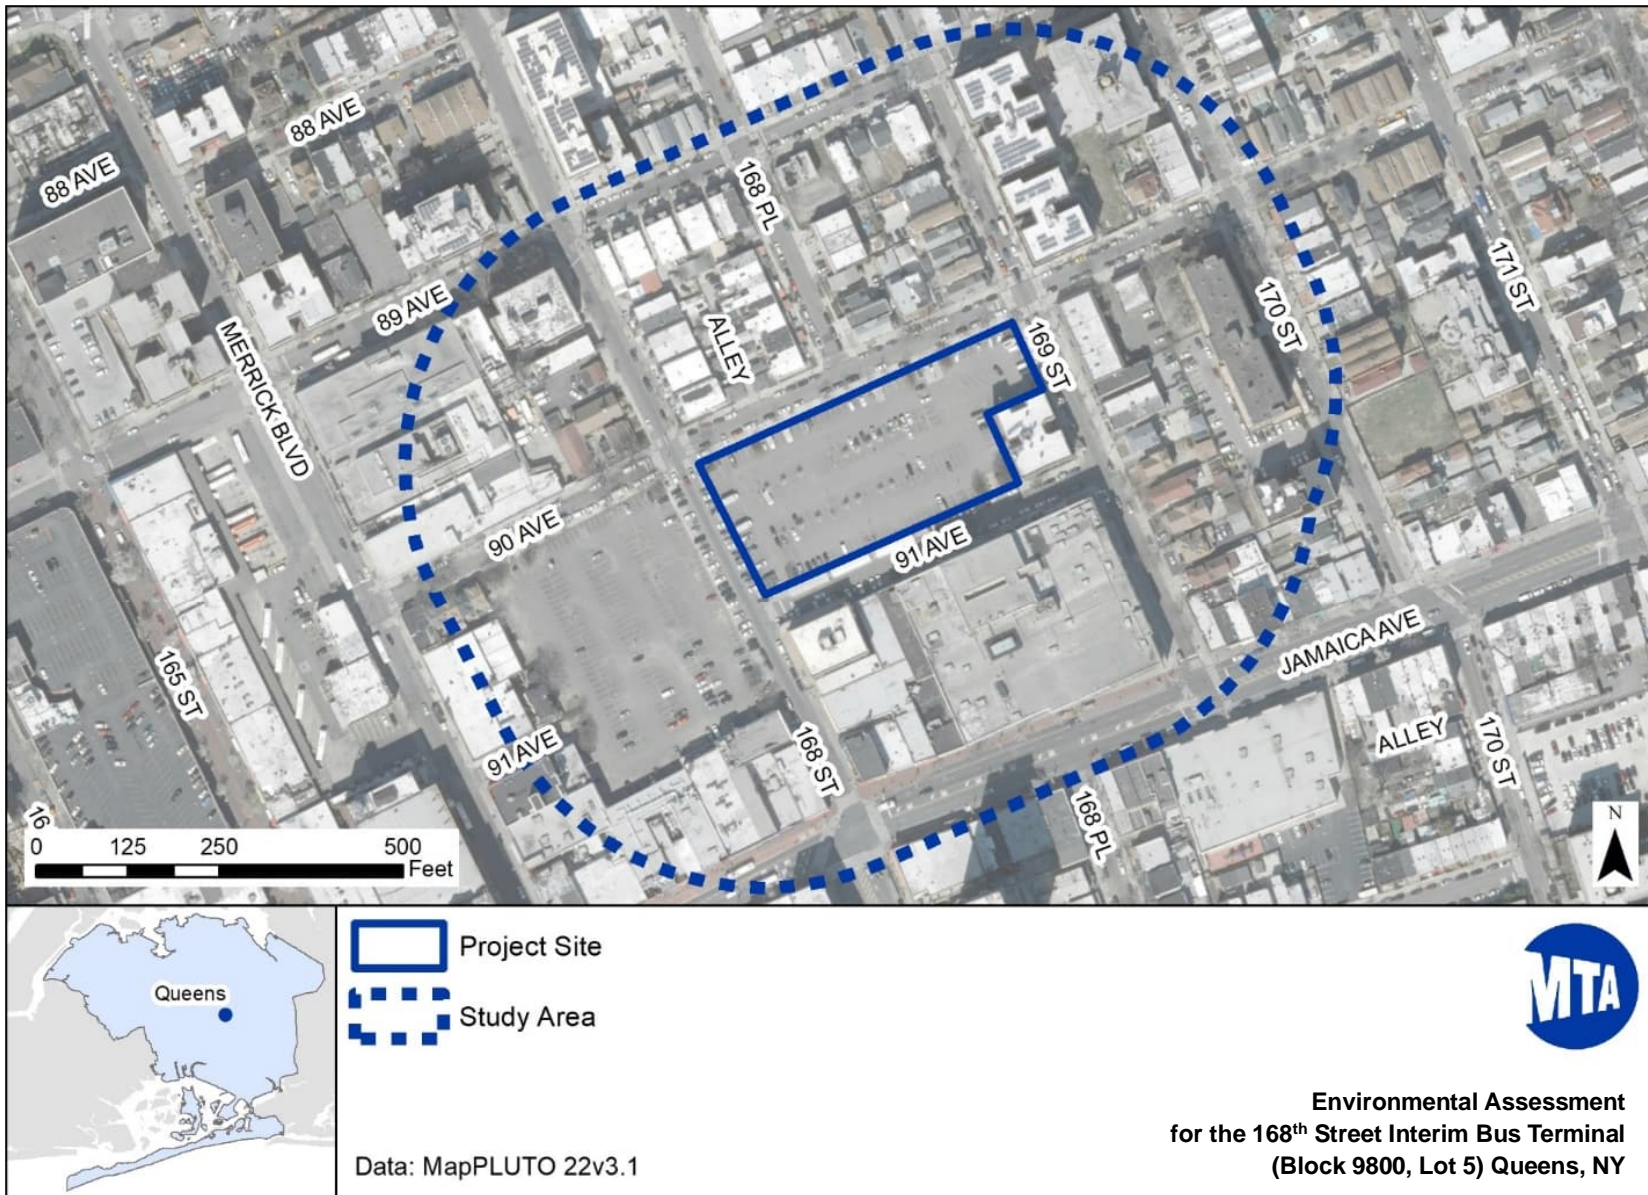 88 AVE
88 AVE
168 PL
89 AVE
MERRICK BLVD
ALLEY
169 ST
170 ST
171 ST
90 AVE
91 AVE
165 ST
JAMAICA AVE
91 AVE
168 ST
ALLEY
170 ST
168 PL
16
N
0 125 250 500
Feet
Queens
Project Site
Study Area
Data: MapPLUTO 22v3.1
MTA
Environmental Assessment
for the 168th Street Interim Bus Terminal
(Block 9800, Lot 5) Queens, NY